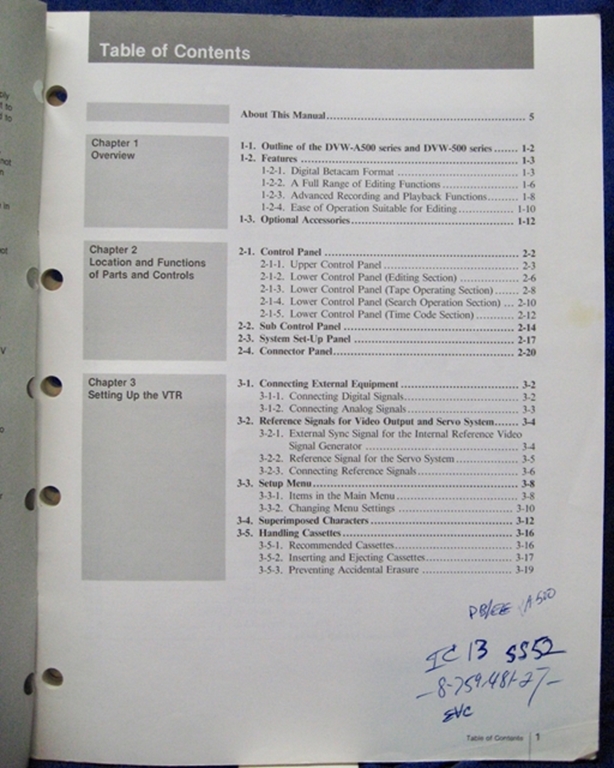 Table of Contents
About This Manual 5
Chapter 1
Overview
1-1. Outline of the DVW-A500 series and DVW-500 series 1-2
1-2. Features 1-3
1-2-1. Digital Betacam Format 1-3
1-2-2. A Full Range of Editing Functions 1-6
1-2-3. Advanced Recording and Playback Functions 1-8
1-2-4. Ease of Operation Suitable for Editing 1-10
1-3. Optional Accessories 1-12
Chapter 2
Location and Functions
of Parts and Controls
2-1. Control Panel 2-2
2-1-1. Upper Control Panel 2-3
2-1-2. Lower Control Panel (Editing Section) 2-6
2-1-3. Lower Control Panel (Tape Operating Section) 2-8
2-1-4. Lower Control Panel (Search Operation Section) 2-10
2-1-5. Lower Control Panel (Time Code Section) 2-12
2-2. Sub Control Panel 2-14
2-3. System Set-Up Panel 2-17
2-4. Connector Panel 2-20
Chapter 3
Setting Up the VTR
3-1. Connecting External Equipment 3-2
3-1-1. Connecting Digital Signals 3-2
3-1-2. Connecting Analog Signals 3-3
3-2. Reference Signals for Video Output and Servo System 3-4
3-2-1. External Sync Signal for the Internal Reference Video
Signal Generator 3-4
3-2-2. Reference Signal for the Servo System 3-5
3-2-3. Connecting Reference Signals 3-6
3-3. Setup Menu 3-8
3-3-1. Items in the Main Menu 3-8
3-3-2. Changing Menu Settings 3-10
3-4. Superimposed Characters 3-12
3-5. Handling Cassettes 3-16
3-5-1. Recommended Cassettes 3-16
3-5-2. Inserting and Ejecting Cassettes 3-17
3-5-3. Preventing Accidental Erasure 3-19
PB/EE A500
IC 13 SS52
-8-759-481-27-
Table of Contents 1